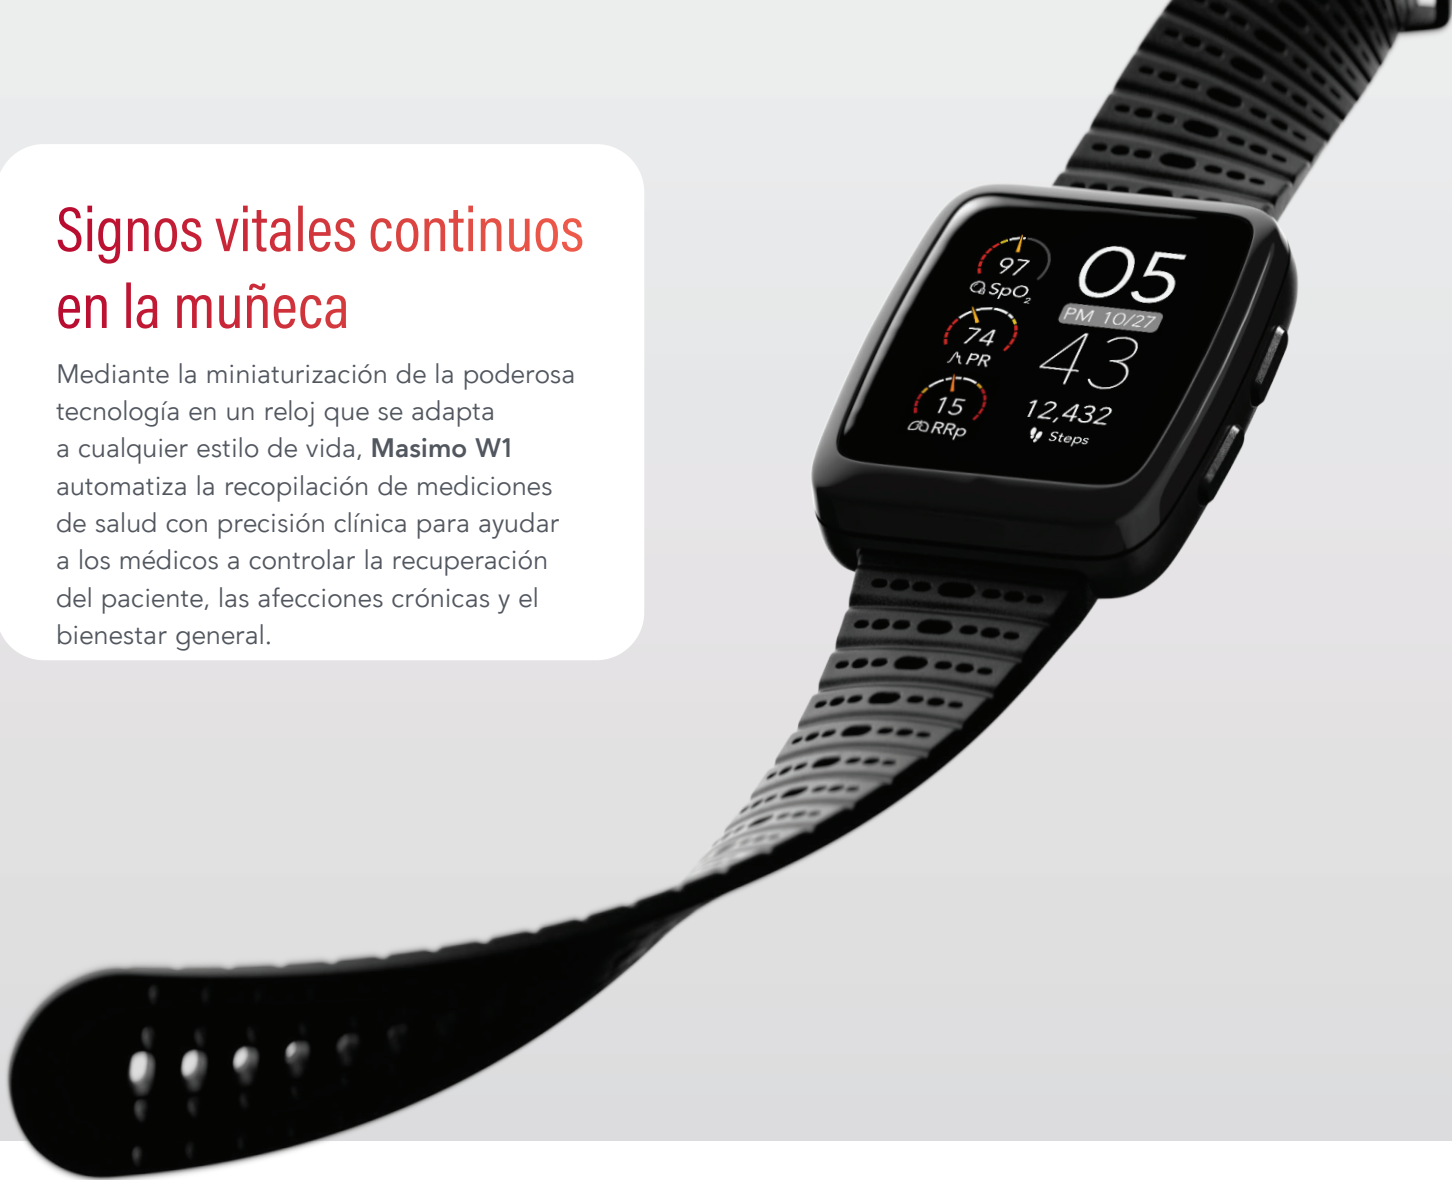 Signos vitales continuos
en la muñeca
Mediante la miniaturización de la poderosa
tecnología en un reloj que se adapta
a cualquier estilo de vida, Masimo W1
automatiza la recopilación de mediciones
de salud con precisión clínica para ayudar
a los médicos a controlar la recuperación
del paciente, las afecciones crónicas y el
bienestar general.
97
SpO₂
74
PR
15
RRp
05
PM 10/27
43
12,432
Steps